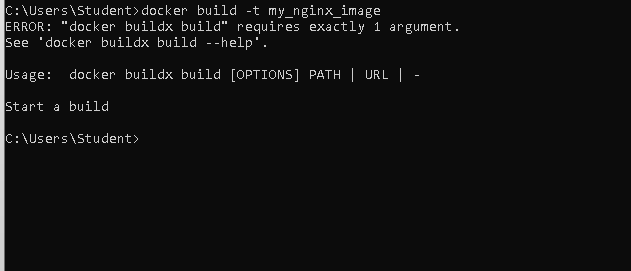 C:\Users\Student>docker build -t my_nginx_image
ERROR: "docker buildx build" requires exactly 1 argument.
See 'docker buildx build --help'.
Usage:  docker buildx build [OPTIONS] PATH | URL | -
Start a build
C:\Users\Student>